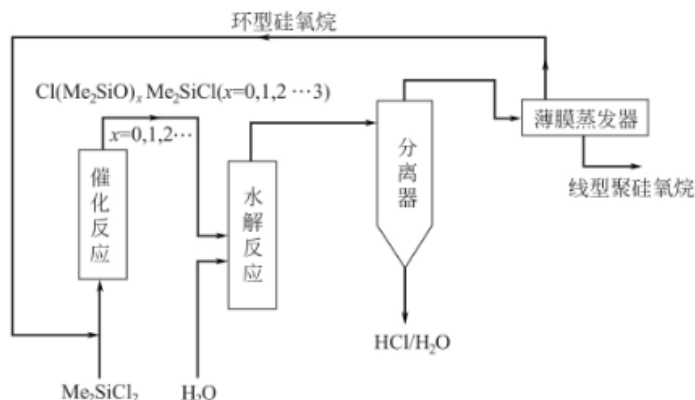 环型硅氧烷
Cl(Me₂SiO)ₓ Me₂SiCl(x=0,1,2 ···3)
x=0,1,2···
催化反应
水解反应
分离器
薄膜蒸发器
线型聚硅氧烷
HCl/H₂O
Me₂SiCl₂
H₂O